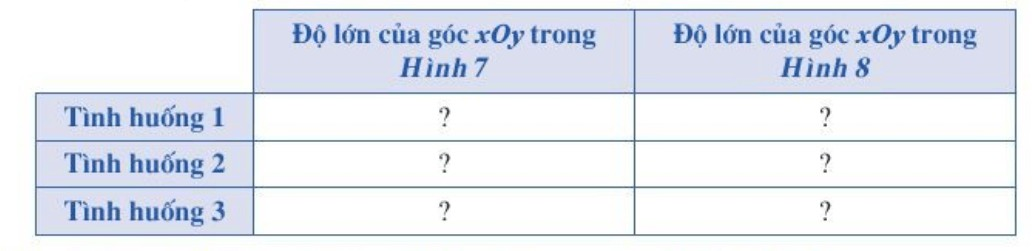 Độ lớn của góc xOy trong Hình 7
Độ lớn của góc xOy trong Hình 8
Tình huống 1 ? ?
Tình huống 2 ? ?
Tình huống 3 ? ?